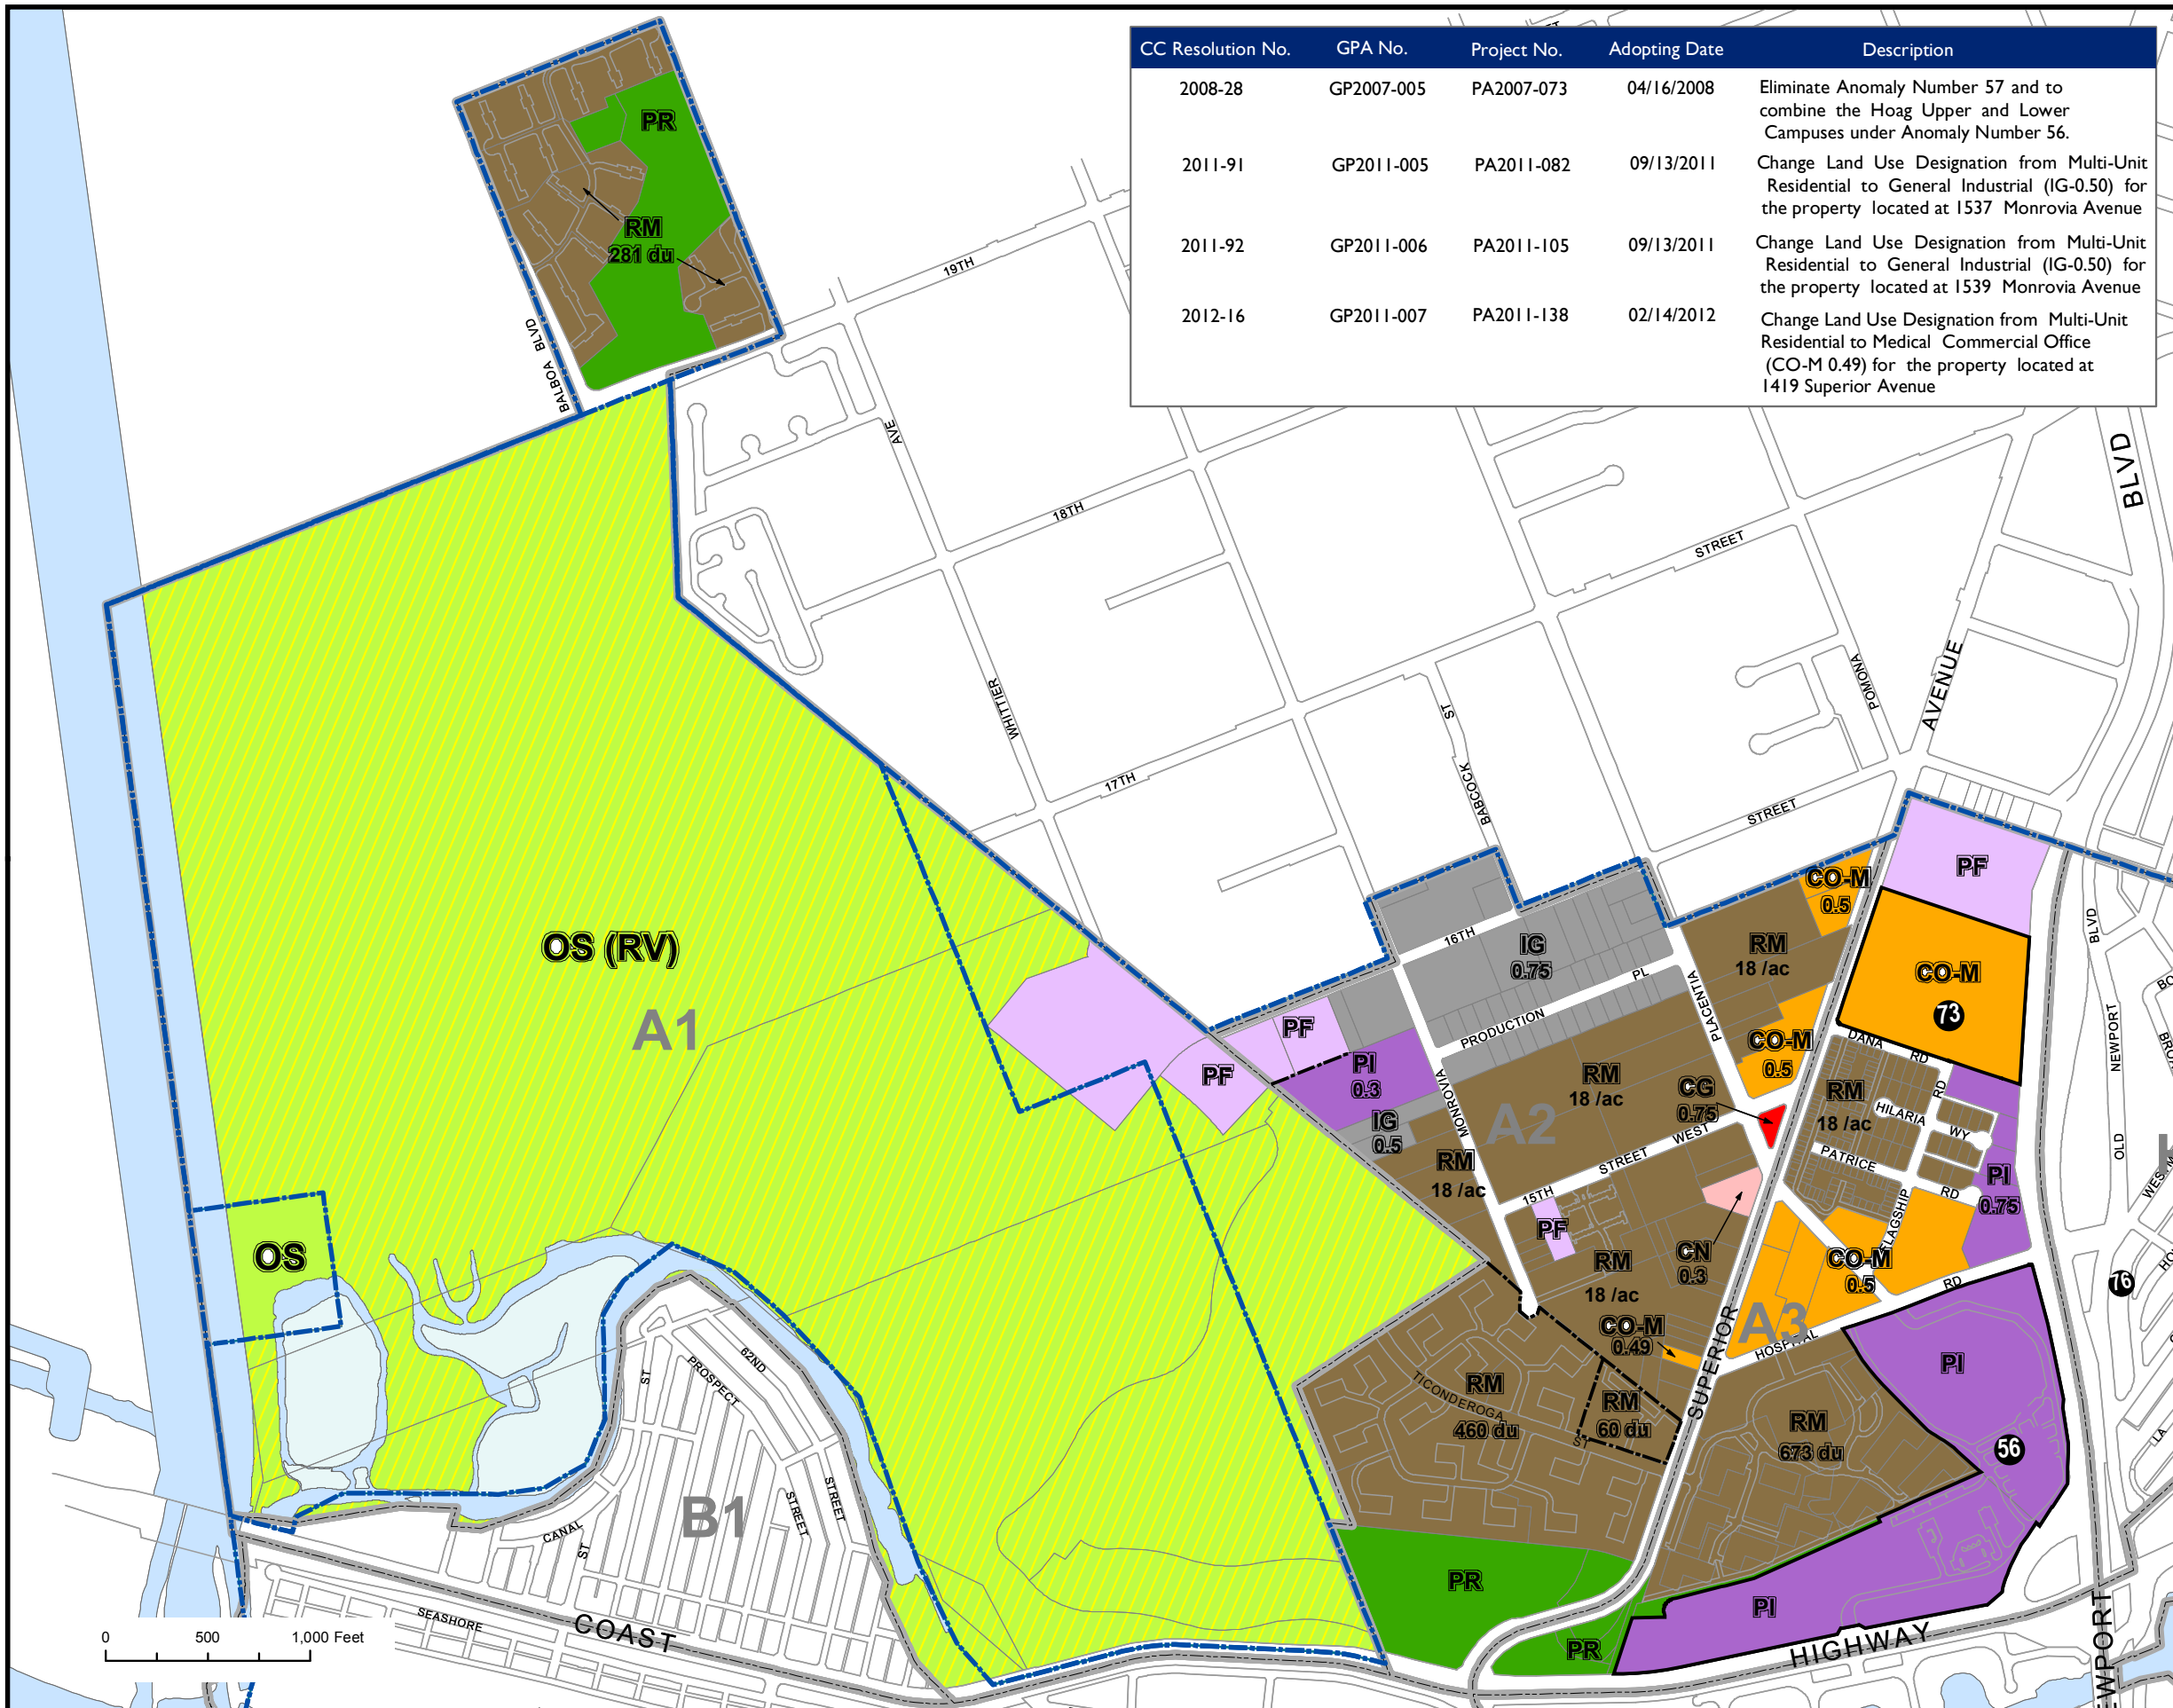 CC Resolution No. GPA No. Project No. Adopting Date Description
2008-28 GP2007-005 PA2007-073 04/16/2008 Eliminate Anomaly Number 57 and to
combine the Hoag Upper and Lower
Campuses under Anomaly Number 56.
2011-91 GP2011-005 PA2011-082 09/13/2011 Change Land Use Designation from Multi-Unit
Residential to General Industrial (IG-0.50) for
the property located at 1537 Monrovia Avenue
2011-92 GP2011-006 PA2011-105 09/13/2011 Change Land Use Designation from Multi-Unit
Residential to General Industrial (IG-0.50) for
the property located at 1539 Monrovia Avenue
2012-16 GP2011-007 PA2011-138 02/14/2012 Change Land Use Designation from Multi-Unit
Residential to Medical Commercial Office
(CO-M 0.49) for the property located at
1419 Superior Avenue
PR
RM
281 du
BALBOA BLVD
19TH
AVE
18TH
STREET
BLVD
WHITTIER
17TH
ST
BABCOCK
POMONA
AVENUE
STREET
OS (RV)
A1
PF
CO-M
0.5
PF
16TH
IG
0.75
RM
18 /ac
CO-M
73
BLVD
PL
PRODUCTION
PLACENTIA
PF
PI
0.3
IG
0.5
MONROVIA
RM
18 /ac
A2
RM
18 /ac
CG
0.75
CO-M
0.5
DANA
RD
RM
18 /ac
HILARIA
WY
RD
PATRICE
RD
FLAGSHIP
PI
0.75
NEWPORT
OLD
STREET
WEST
15TH
PF
RM
18 /ac
CN
0.3
CO-M
0.5
RD
76
A3
HOSPITAL
SUPERIOR
CO-M
0.49
OS
RM
460 du
TICONDEROGA
ST
RM
60 du
RM
673 du
PI
56
LA
62ND
PROSPECT
ST
STREET
STREET
B1
CANAL
ST
SEASHORE
COAST
PR
PR
PI
HIGHWAY
0 500 1,000 Feet